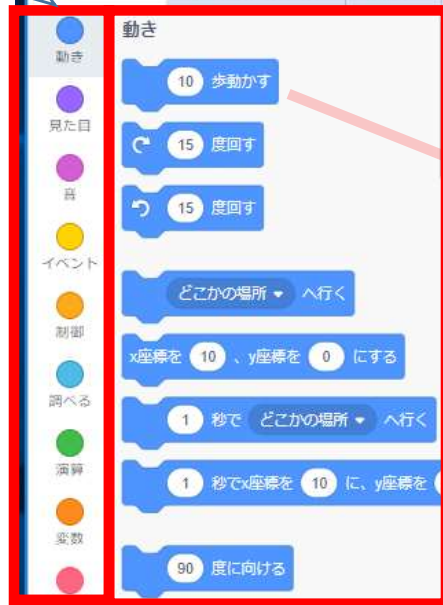 動き
見た目
音
イベント
制御
調べる
演算
変数
動き
10 歩動かす
15 度回す
15 度回す
どこかの場所 へ行く
x座標を 10 、y座標を 0 にする
1 秒で どこかの場所 へ行く
1 秒でx座標を 10 に、y座標を
90 度に向ける